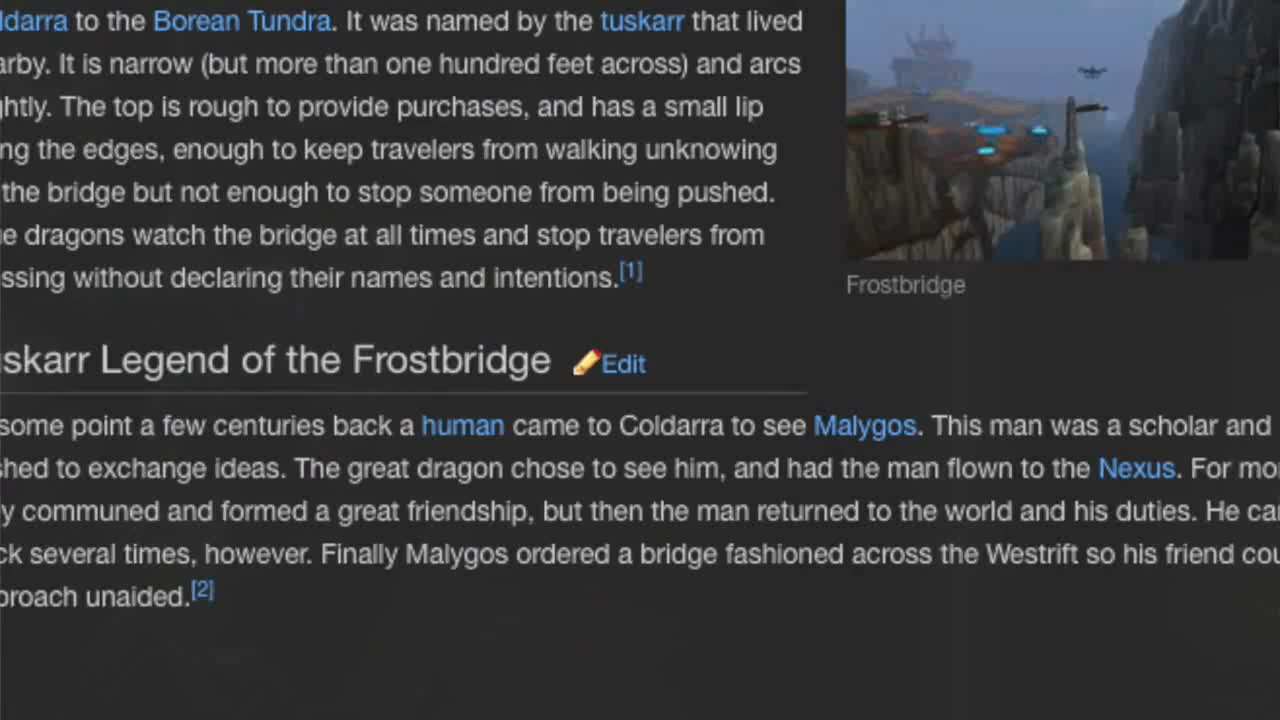 ldarra to the Borean Tundra. It was named by the tuskarr that lived
arby. It is narrow (but more than one hundred feet across) and arcs
ghtly. The top is rough to provide purchases, and has a small lip
ng the edges, enough to keep travelers from walking unknowing
the bridge but not enough to stop someone from being pushed.
e dragons watch the bridge at all times and stop travelers from
ssing without declaring their names and intentions.[1]
Frostbridge
skarr Legend of the Frostbridge Edit
some point a few centuries back a human came to Coldarra to see Malygos. This man was a scholar and
shed to exchange ideas. The great dragon chose to see him, and had the man flown to the Nexus. For mo
y communed and formed a great friendship, but then the man returned to the world and his duties. He ca
ck several times, however. Finally Malygos ordered a bridge fashioned across the Westrift so his friend cou
proach unaided.[2]